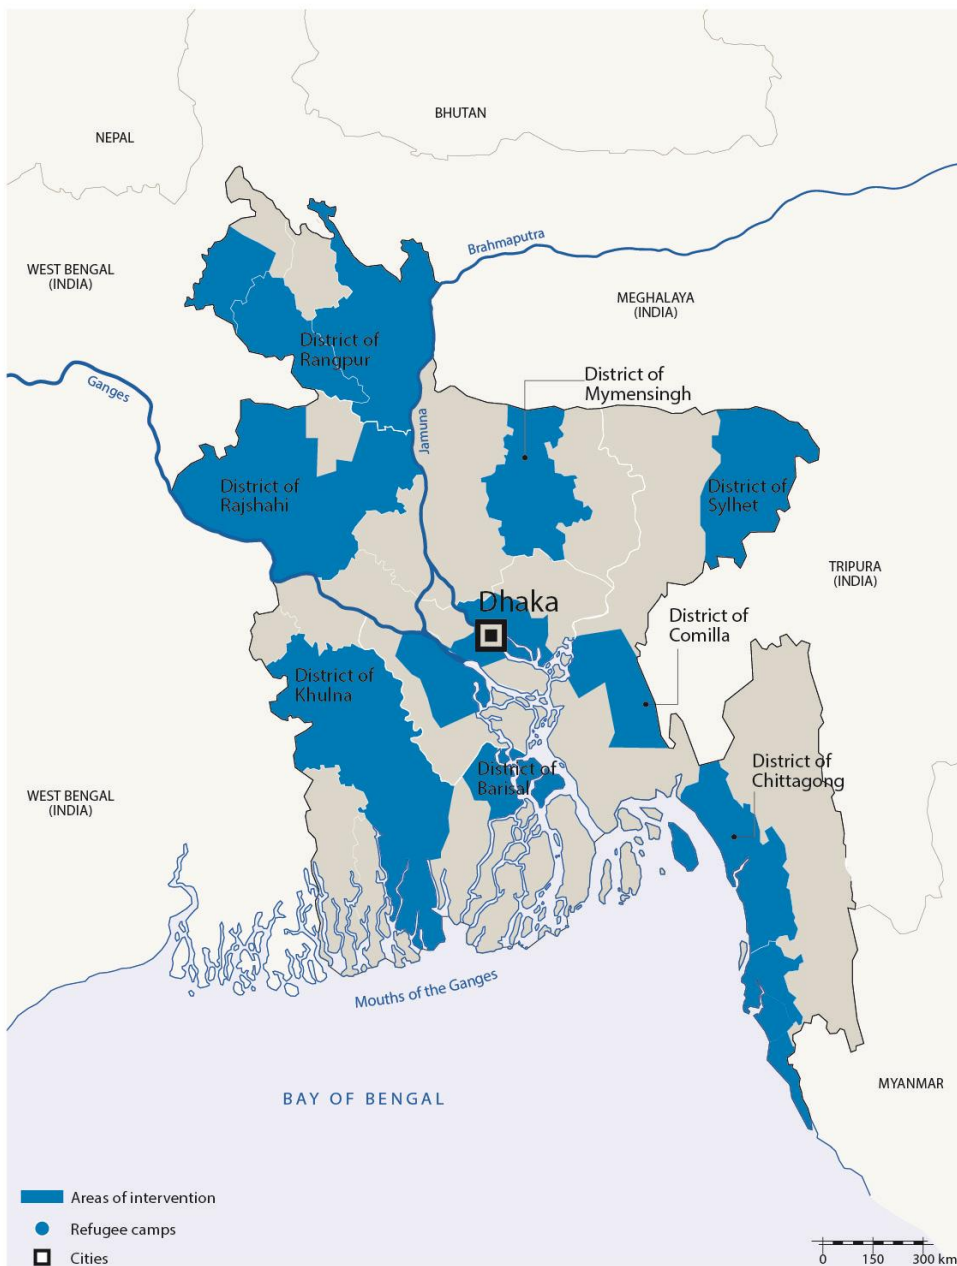 BHUTAN
NEPAL
Brahmaputra
WEST BENGAL
(INDIA)
MEGHALAYA
(INDIA)
District of
Rangpur
Ganges
District of
Mymensingh
Jamuna
District of
Rajshahi
District of
Sylhet
TRIPURA
(INDIA)
Dhaka
District of
Comilla
District of
Khulna
District of
Barisal
District of
Chittagong
WEST BENGAL
(INDIA)
Mouths of the Ganges
MYANMAR
BAY OF BENGAL
Areas of intervention
Refugee camps
Cities
0 150 300 km